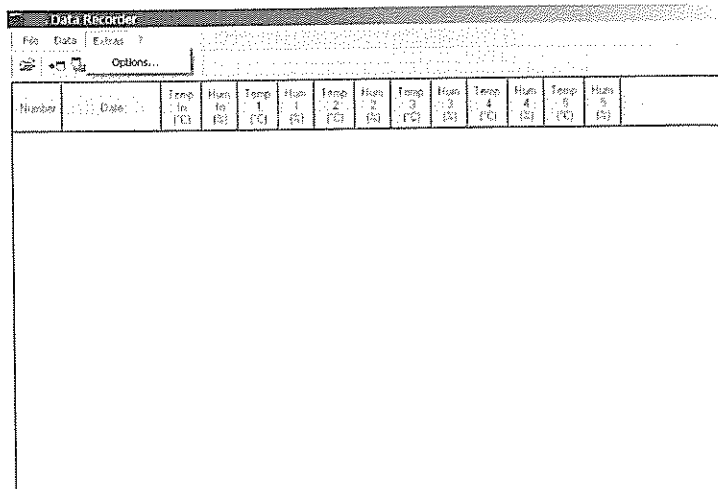 Data Recorder
File Data Extras ?
Options...
Number Date Temp In (°C) Hum In (%) Temp 1 (°C) Hum 1 (%) Temp 2 (°C) Hum 2 (%) Temp 3 (°C) Hum 3 (%) Temp 4 (°C) Hum 4 (%) Temp 5 (°C) Hum 5 (%)